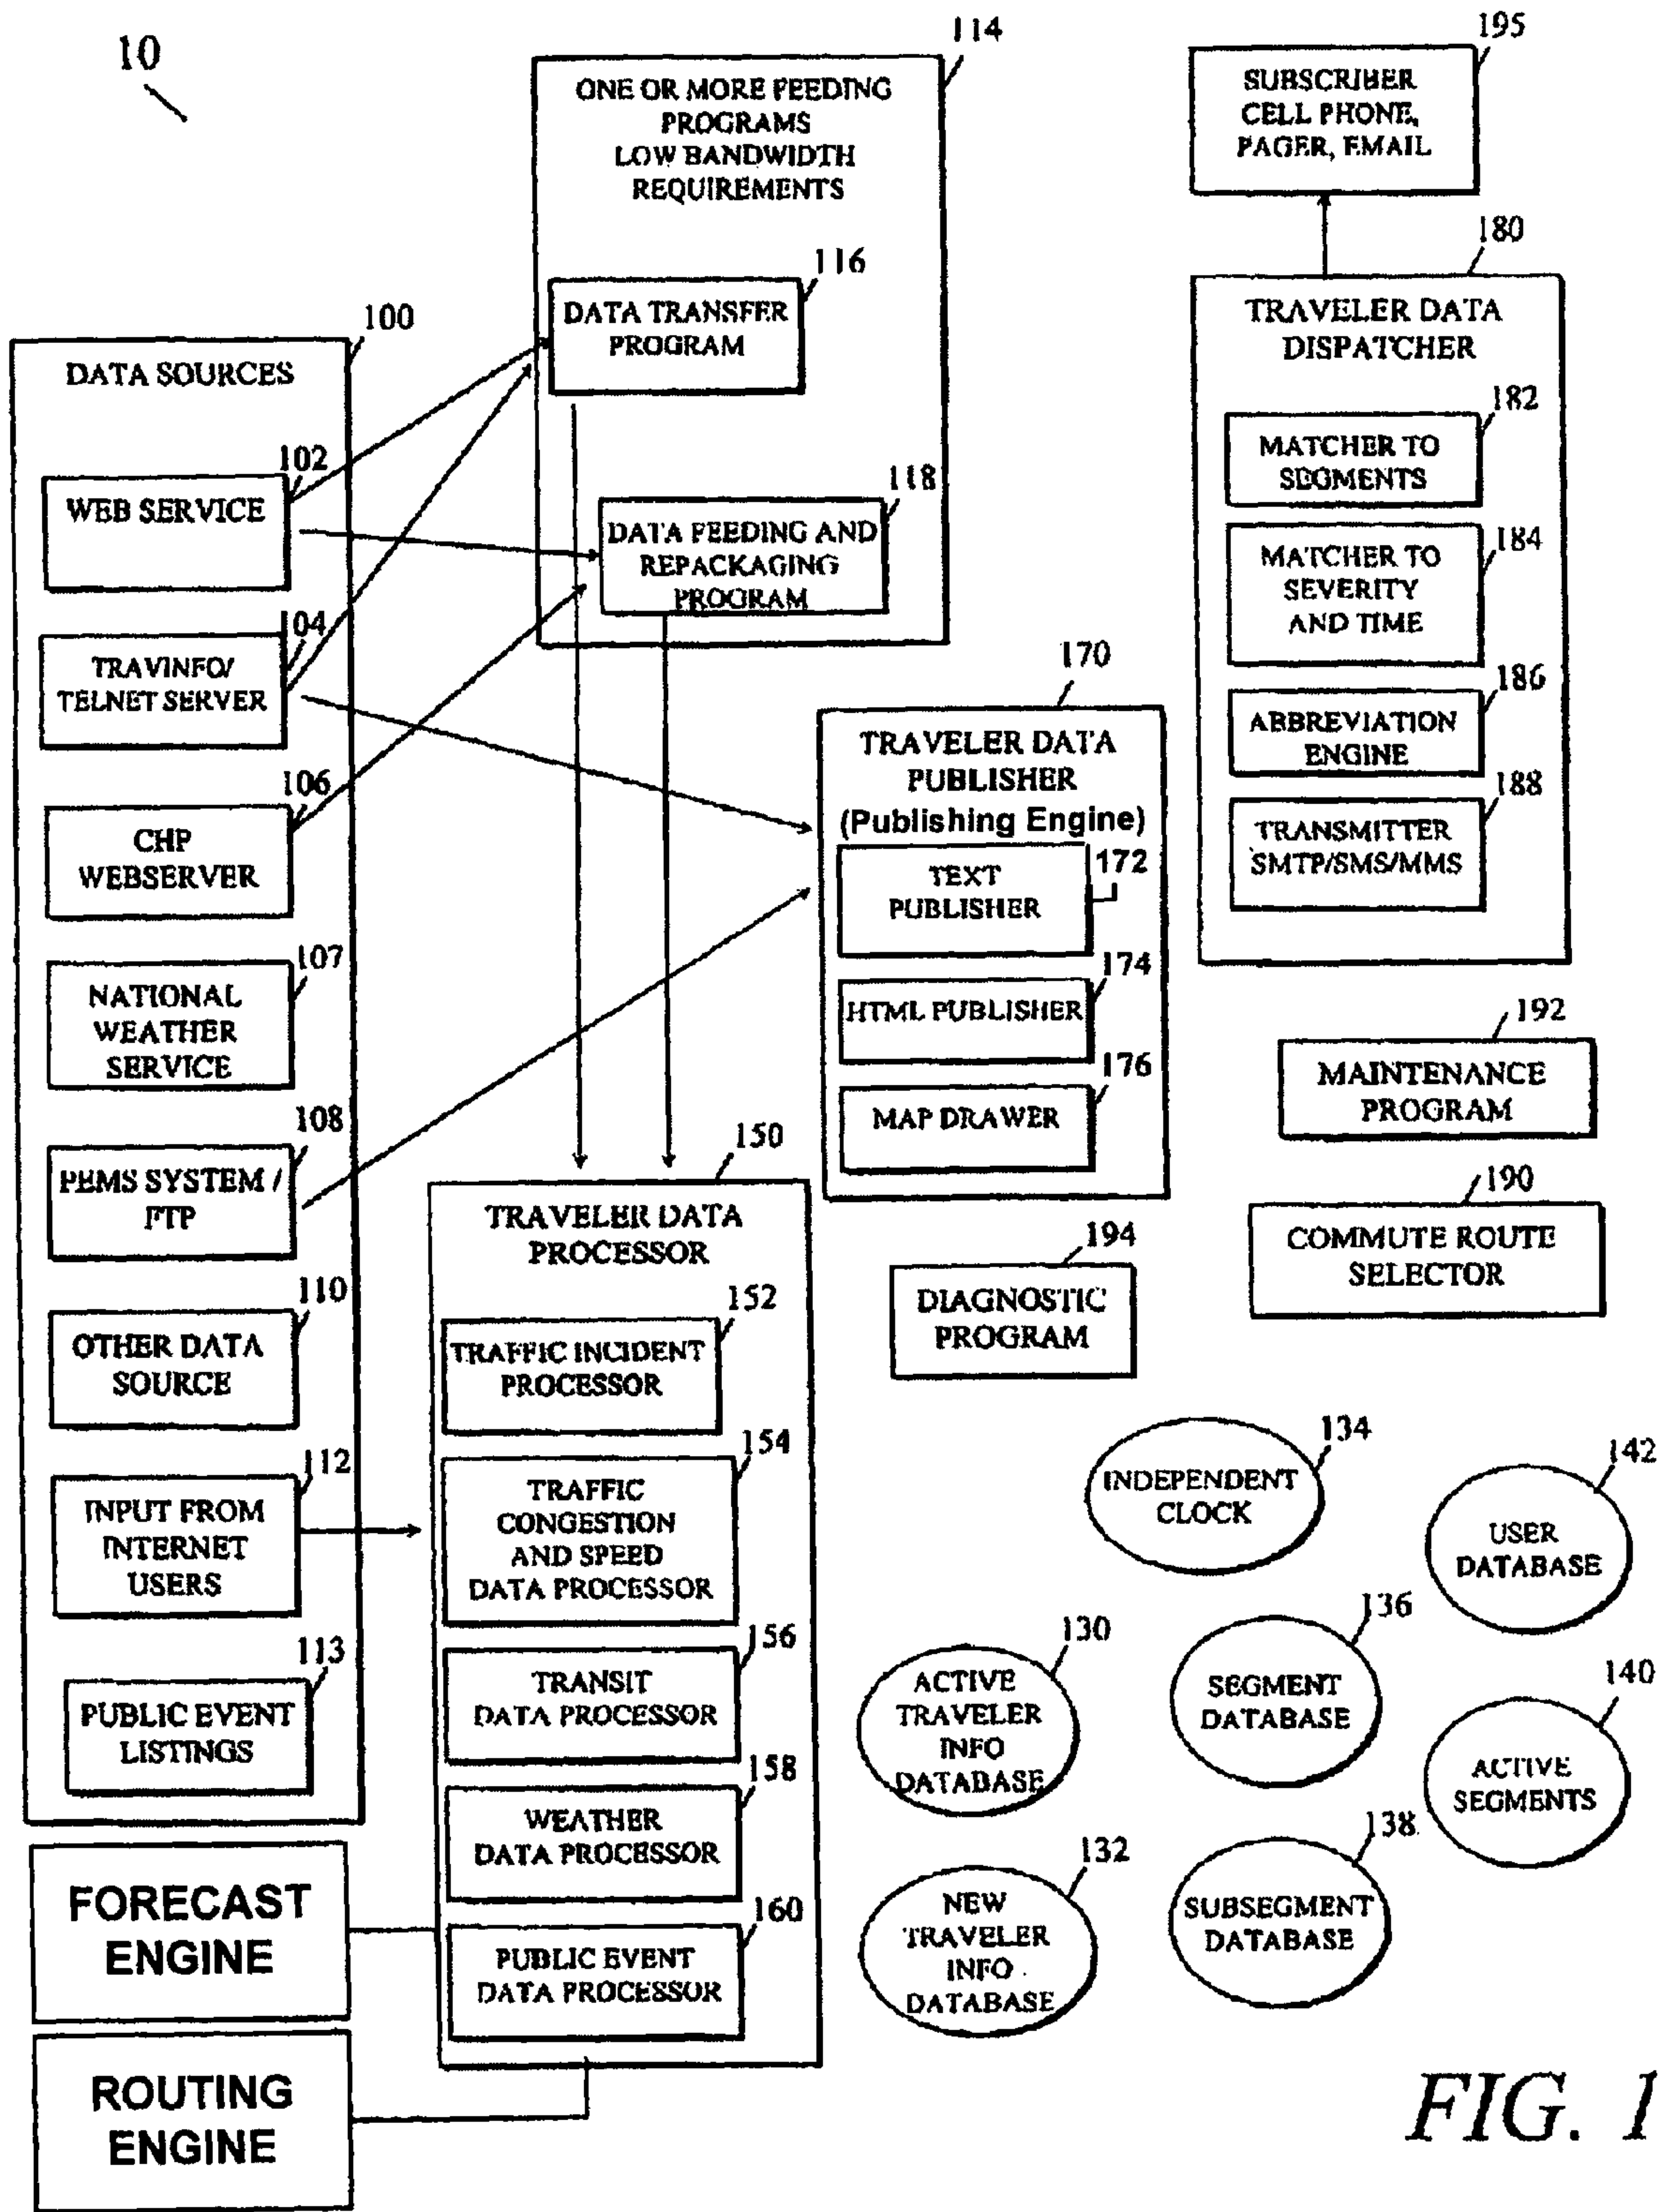 10
114
ONE OR MORE FEEDING
PROGRAMS
LOW BANDWIDTH
REQUIREMENTS
116
DATA TRANSFER
PROGRAM
118
DATA FEEDING AND
REPACKAGING
PROGRAM
195
SUBSCRIBER
CELL PHONE,
PAGER, EMAIL
180
TRAVELER DATA
DISPATCHER
182
MATCHER TO
SEGMENTS
184
MATCHER TO
SEVERITY
AND TIME
186
ABBREVIATION
ENGINE
188
TRANSMITTER
SMTP/SMS/MMS
100
DATA SOURCES
102
WEB SERVICE
104
TRAVINFO/
TELNET SERVER
106
CHP
WEBSERVER
107
NATIONAL
WEATHER
SERVICE
108
PEMS SYSTEM /
FTP
110
OTHER DATA
SOURCE
112
INPUT FROM
INTERNET
USERS
113
PUBLIC EVENT
LISTINGS
170
TRAVELER DATA
PUBLISHER
(Publishing Engine)
172
TEXT
PUBLISHER
174
HTML PUBLISHER
176
MAP DRAWER
192
MAINTENANCE
PROGRAM
190
COMMUTE ROUTE
SELECTOR
194
DIAGNOSTIC
PROGRAM
150
TRAVELER DATA
PROCESSOR
152
TRAFFIC INCIDENT
PROCESSOR
154
TRAFFIC
CONGESTION
AND SPEED
DATA PROCESSOR
156
TRANSIT
DATA PROCESSOR
158
WEATHER
DATA PROCESSOR
160
PUBLIC EVENT
DATA PROCESSOR
134
INDEPENDENT
CLOCK
142
USER
DATABASE
130
ACTIVE
TRAVELER
INFO
DATABASE
136
SEGMENT
DATABASE
140
ACTIVE
SEGMENTS
132
NEW
TRAVELER
INFO
DATABASE
138
SUBSEGMENT
DATABASE
FORECAST
ENGINE
ROUTING
ENGINE
FIG. 1